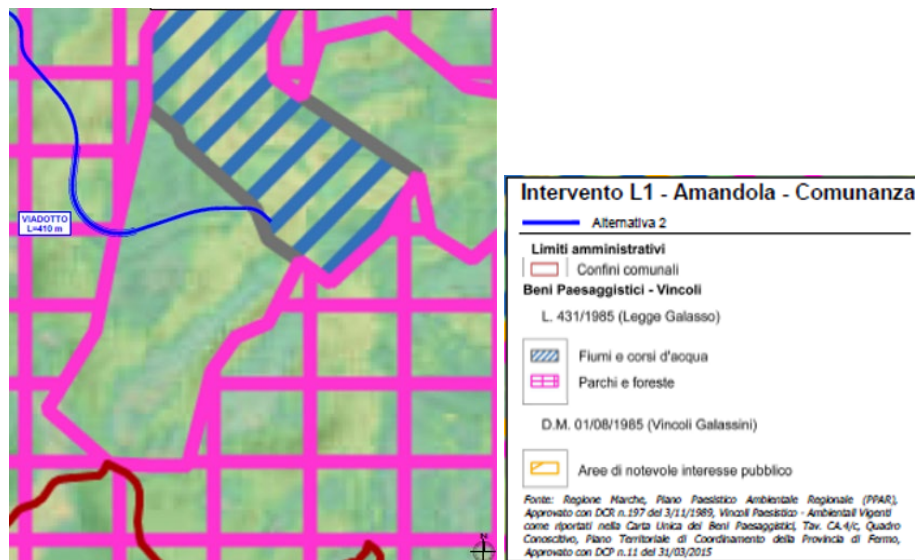 VIADOTTO
L=410 m
N
Intervento L1 - Amandola - Comunanza
Alternativa 2
Limiti amministrativi
Confini comunali
Beni Paesaggistici - Vincoli
L. 431/1985 (Legge Galasso)
Fiumi e corsi d'acqua
Parchi e foreste
D.M. 01/08/1985 (Vincoli Galassini)
Aree di notevole interesse pubblico
Fonte: Regione Marche, Piano Paesistico Ambientale Regionale (PPAR),
Approvato con DCR n.197 del 3/11/1989, Vincoli Paesistico - Ambientali Vigenti
come riportati nella Carta Unica dei Beni Paesaggistici, Tav. CA.4/c, Quadro
Conoscitivo, Piano Territoriale di Coordinamento della Provincia di Fermo,
Approvato con DCP n.11 del 31/03/2015